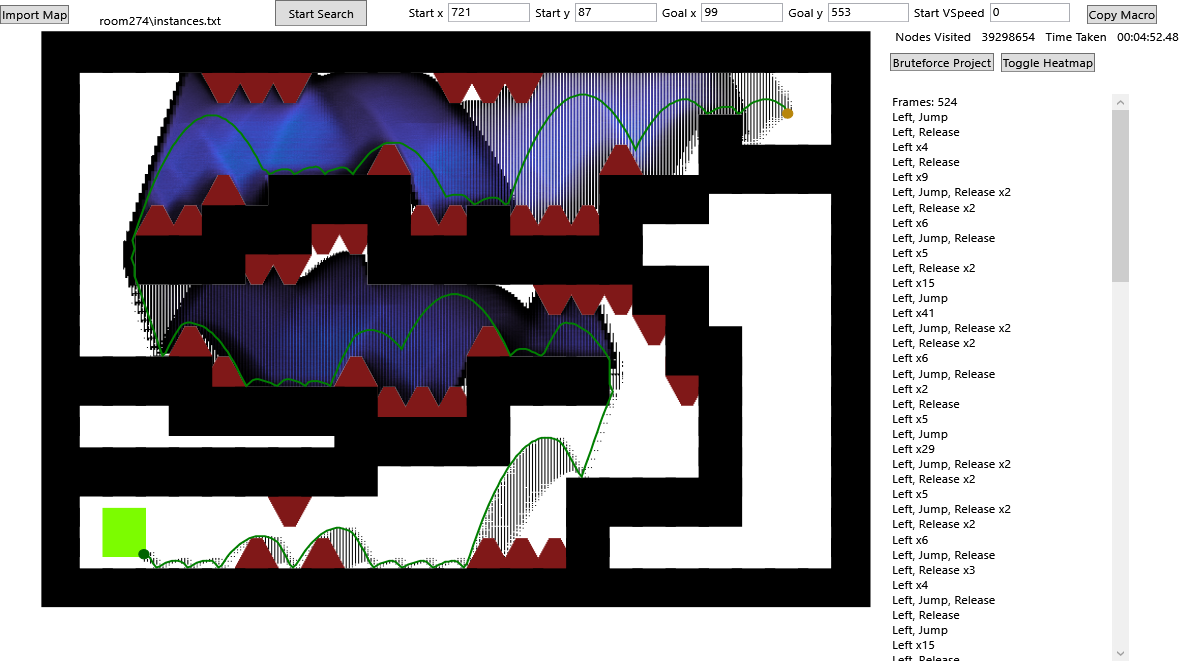 Import Map
room274\instances.txt
Start Search
Start x 721 Start y 87 Goal x 99 Goal y 553 Start VSpeed 0
Copy Macro
Nodes Visited 39298654 Time Taken 00:04:52.48
Bruteforce Project Toggle Heatmap
Frames: 524
Left, Jump
Left, Release
Left x4
Left, Release
Left x9
Left, Jump, Release x2
Left, Release x2
Left x6
Left, Jump, Release
Left x5
Left, Release x2
Left x15
Left, Jump
Left x41
Left, Jump, Release x2
Left, Release x2
Left x6
Left, Jump, Release
Left x2
Left, Release
Left x5
Left, Jump
Left x29
Left, Jump, Release x2
Left, Release x2
Left x5
Left, Jump, Release x2
Left, Release x2
Left x6
Left, Jump, Release
Left, Release x3
Left x4
Left, Jump, Release
Left, Release
Left, Jump
Left x15
Left, Release